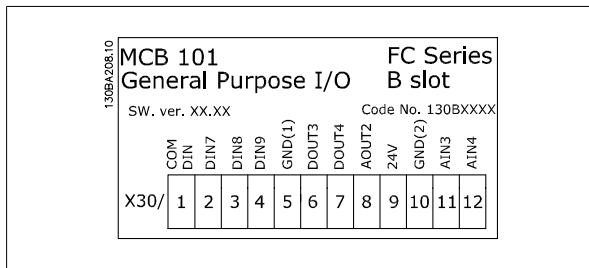 130BA208.10
MCB 101 FC Series
General Purpose I/O B slot
SW. ver. XX.XX Code No. 130BXXXX
COM DIN DIN7 DIN8 DIN9 GND(1) DOUT3 DOUT4 AOUT2 24V GND(2) AIN3 AIN4
X30/ 1 2 3 4 5 6 7 8 9 10 11 12